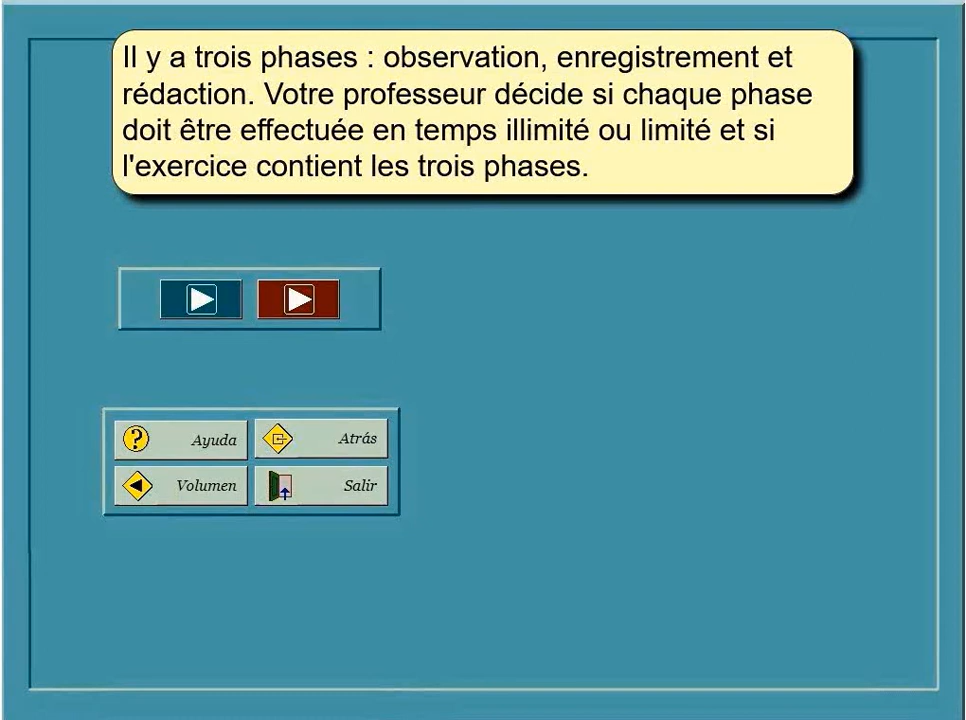 Il y a trois phases : observation, enregistrement et
rédaction. Votre professeur décide si chaque phase
doit être effectuée en temps illimité ou limité et si
l'exercice contient les trois phases.
Ayuda
Atrás
Volumen
Salir